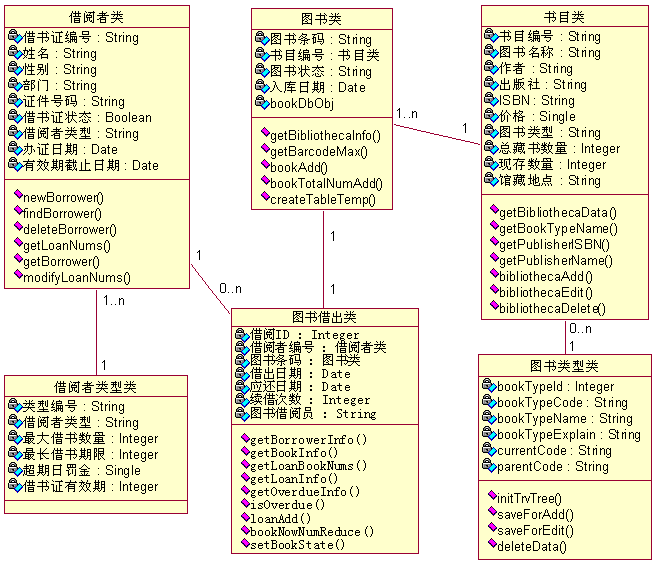 借阅者类
借书证编号 : String
姓名 : String
性别 : String
部门 : String
证件号码 : String
借书证状态 : Boolean
借阅者类型 : String
办证日期 : Date
有效期截止日期 : Date
newBorrower()
findBorrower()
deleteBorrower()
getLoanNums()
getBorrower()
modifyLoanNums()
图书类
图书条码 : String
书目编号 : 书目类
图书状态 : String
入库日期 : Date
bookDbObj
getBibliothecaInfo()
getBarcodeMax()
bookAdd()
bookTotalNumAdd()
createTableTemp()
书目类
书目编号 : String
图书名称 : String
作者 : String
出版社 : String
ISBN : String
价格 : Single
图书类型 : String
总藏书数量 : Integer
现存数量 : Integer
馆藏地点 : String
getBibliothecaData()
getBookTypeName()
getPublisherISBN()
getPublisherName()
bibliothecaAdd()
bibliothecaEdit()
bibliothecaDelete()
1..n
1
1
0..n
1
1
1..n
1
0..n
1
借阅者类型类
类型编号 : String
借阅者类型 : String
最大借书数量 : Integer
最长借书期限 : Integer
超期日罚金 : Single
借书证有效期 : Integer
图书借出类
借阅ID : Integer
借阅者编号 : 借阅者类
图书条码 : 图书类
借出日期 : Date
应还日期 : Date
续借次数 : Integer
图书借阅员 : String
getBorrowerInfo()
getBookInfo()
getLoanBookNums()
getLoanInfo()
getOverdueInfo()
isOverdue()
loanAdd()
bookNowNumReduce()
setBookState()
图书类型类
bookTypeId : Integer
bookTypeCode : String
bookTypeName : String
bookTypeExplain : String
currentCode : String
parentCode : String
initTrvTree()
saveForAdd()
saveForEdit()
deleteData()